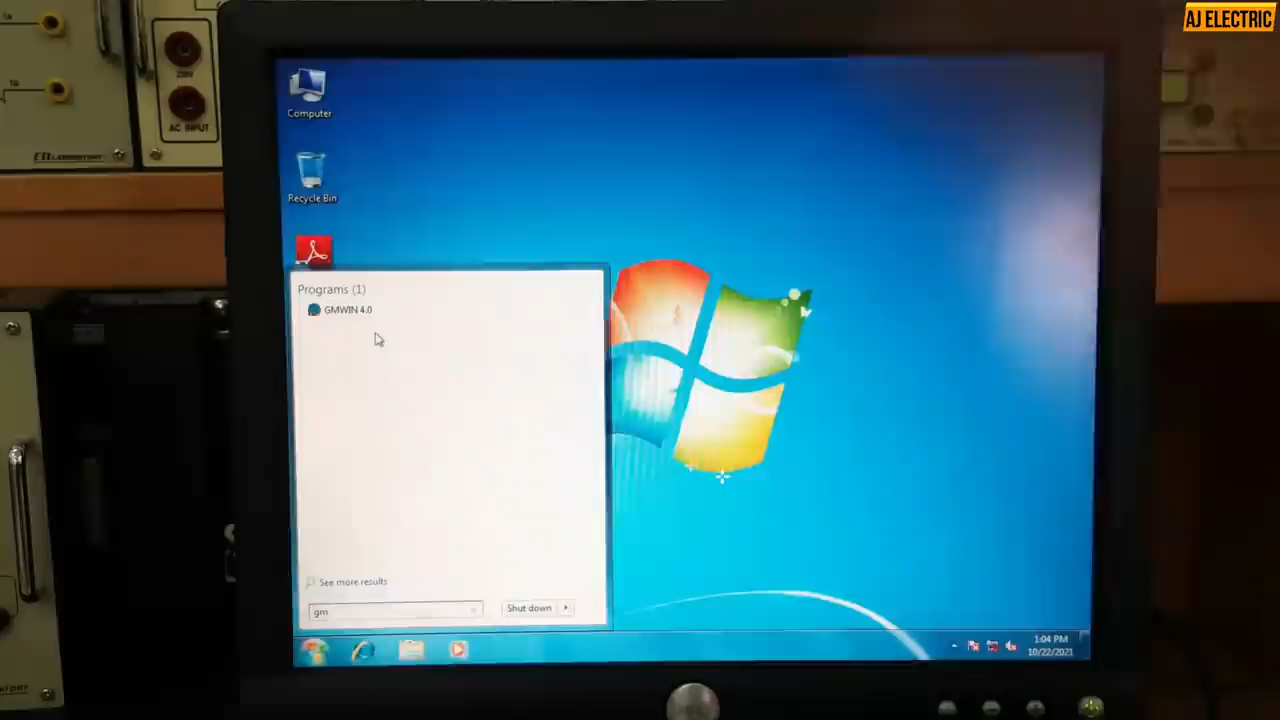 AJ ELECTRIC
Computer
Recycle Bin
Programs (1)
GMWIN 4.0
See more results
gm
Shut down
1:04 PM
10/22/2021
AC INPUT